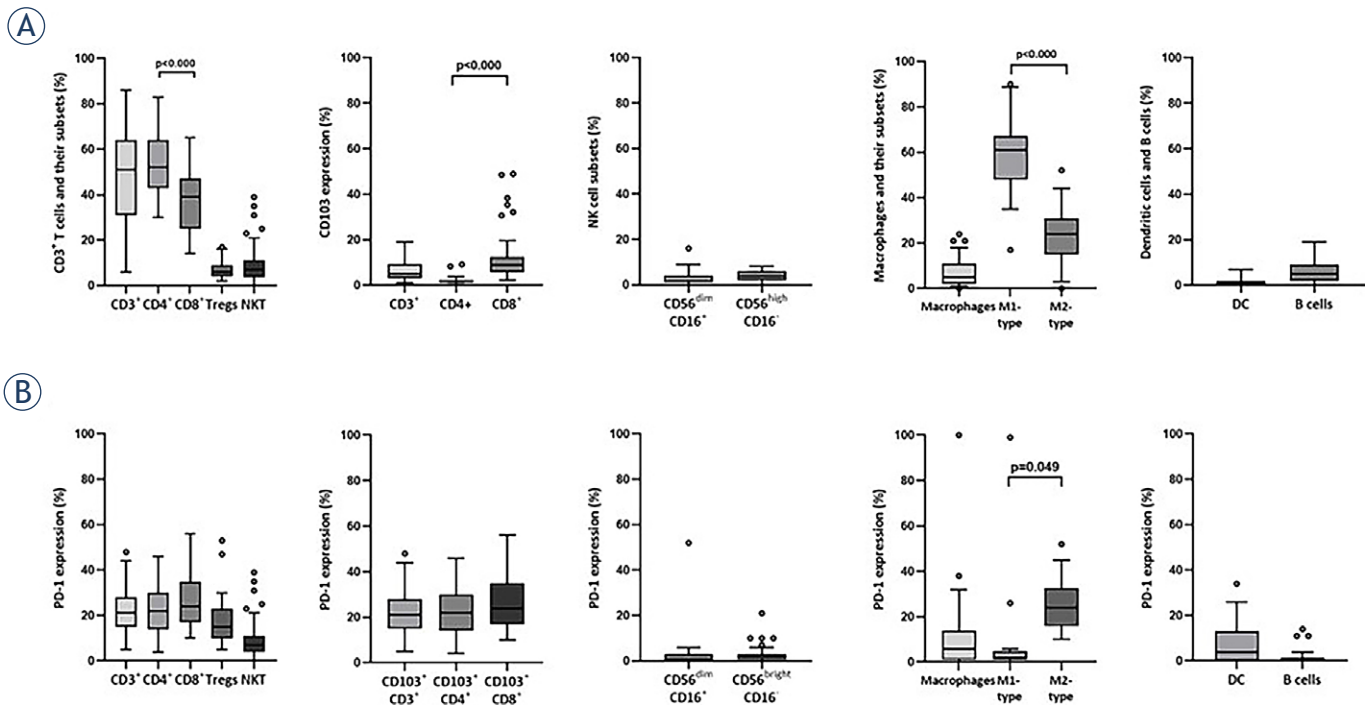 A
CD3+ T cells and their subsets (%)
100
80
60
40
20
0
p<0.000
CD3+ CD4+ CD8+ Tregs NKT
CD103 expression (%)
100
80
60
40
20
0
p<0.000
CD3+ CD4+ CD8+
NK cell subsets (%)
100
80
60
40
20
0
CD56dim CD56high
CD16+ CD16-
Macrophages and their subsets (%)
100
80
60
40
20
0
p<0.000
Macrophages M1- M2-
type type
Dendritic cells and B cells (%)
100
80
60
40
20
0
DC B cells
B
PD-1 expression (%)
100
80
60
40
20
0
CD3+ CD4+ CD8+ Tregs NKT
PD-1 expression (%)
100
80
60
40
20
0
CD103+ CD103+ CD103+
CD3+ CD4+ CD8+
PD-1 expression (%)
100
80
60
40
20
0
CD56dim CD56bright
CD16+ CD16-
PD-1 expression (%)
100
80
60
40
20
0
p=0.049
Macrophages M1- M2-
type type
PD-1 expression (%)
100
80
60
40
20
0
DC B cells